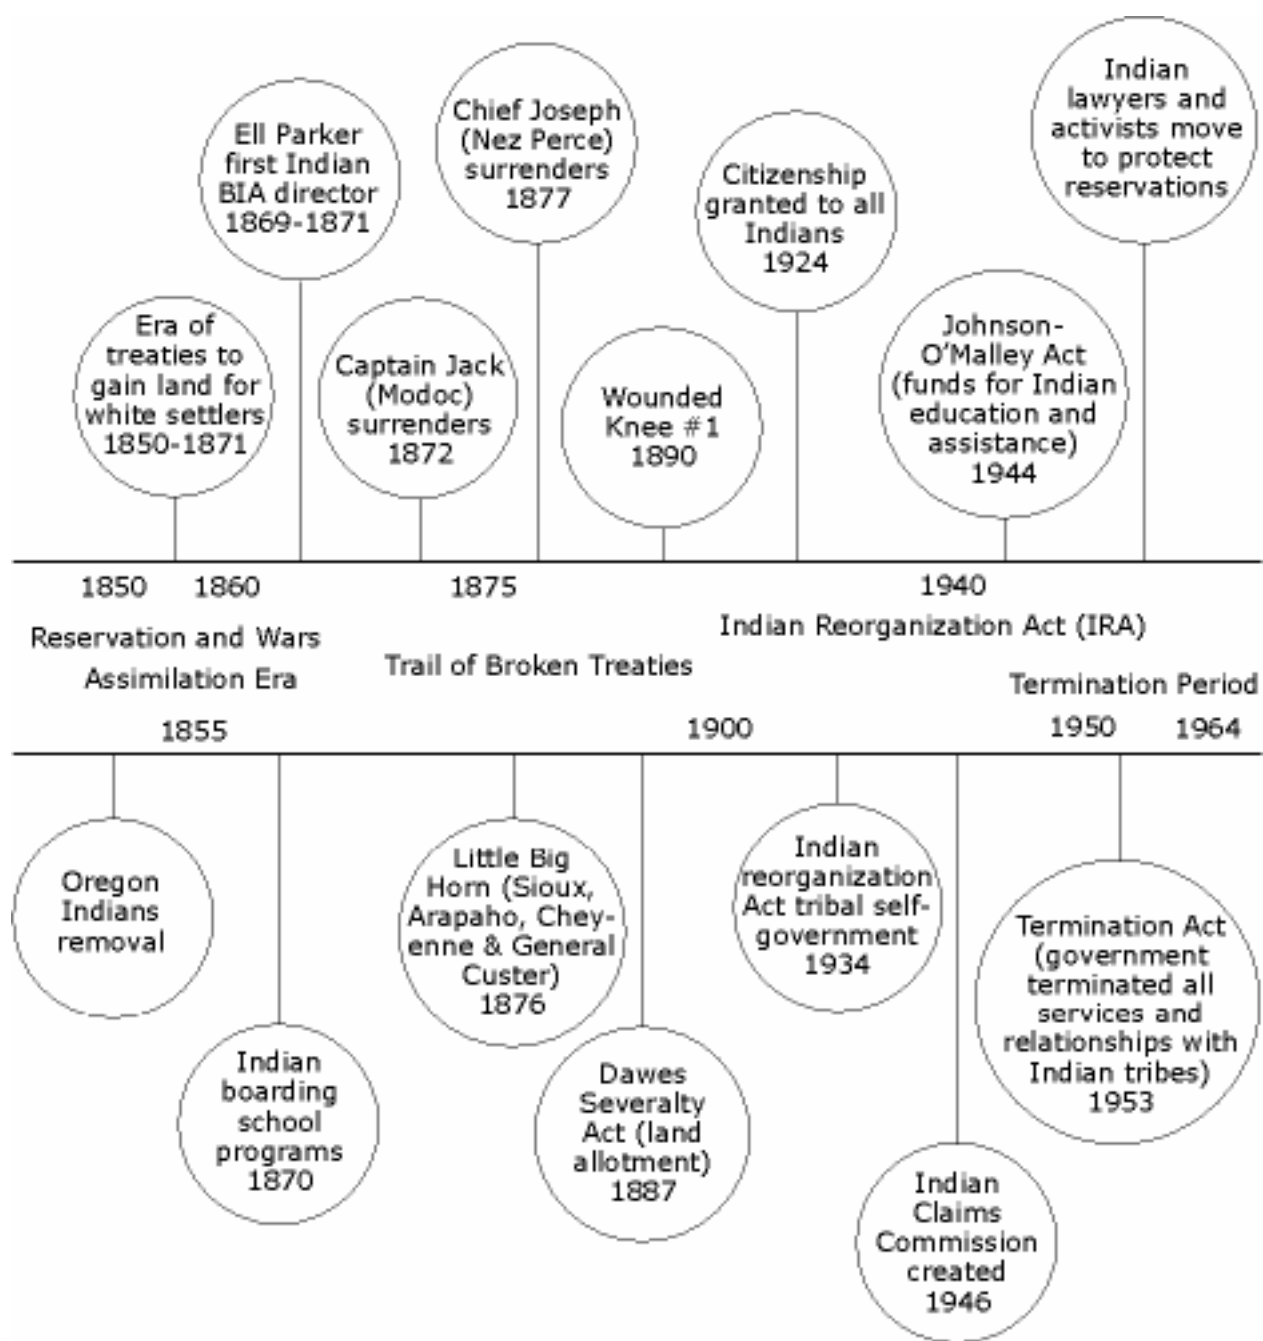 Era of
treaties to
gain land for
white settlers
1850-1871
Ell Parker
first Indian
BIA director
1869-1871
Captain Jack
(Modoc)
surrenders
1872
Chief Joseph
(Nez Perce)
surrenders
1877
Wounded
Knee #1
1890
Citizenship
granted to all
Indians
1924
Johnson-
O'Malley Act
(funds for Indian
education and
assistance)
1944
Indian
lawyers and
activists move
to protect
reservations
1850 1860 1875 1940
Reservation and Wars
Assimilation Era
Trail of Broken Treaties
Indian Reorganization Act (IRA)
Termination Period
1855 1900 1950 1964
Oregon
Indians
removal
Indian
boarding
school
programs
1870
Little Big
Horn (Sioux,
Arapaho, Chey-
enne & General
Custer)
1876
Dawes
Severalty
Act (land
allotment)
1887
Indian
reorganization
Act tribal self-
government
1934
Indian
Claims
Commission
created
1946
Termination Act
(government
terminated all
services and
relationships with
Indian tribes)
1953